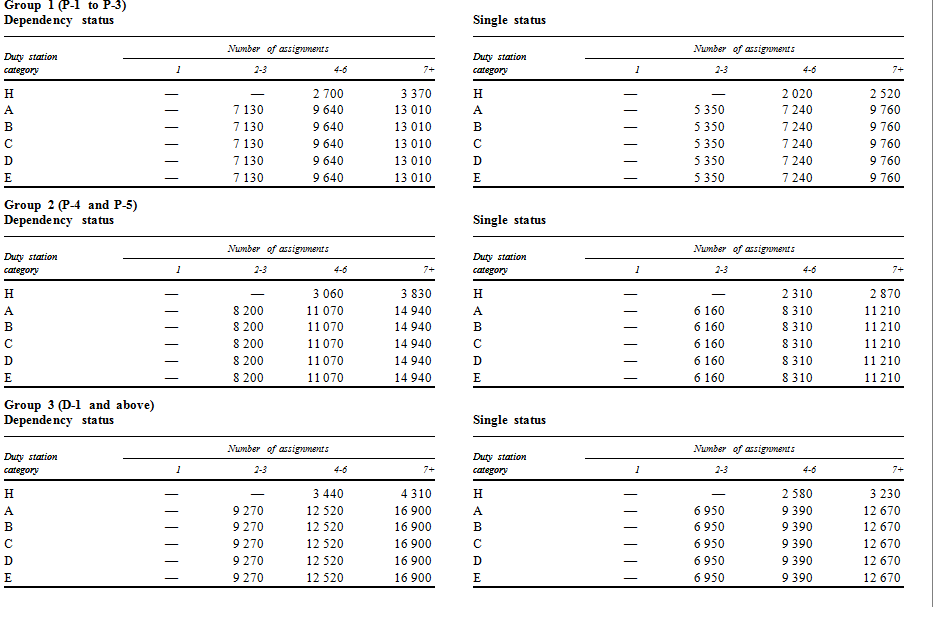 Group 1 (P-1 to P-3)
Dependency status Single status
Number of assignments Number of assignments
Duty station Duty station
category 1 2-3 4-6 7+ category 1 2-3 4-6 7+
H — — 2 700 3 370 H — — 2 020 2 520
A — 7 130 9 640 13 010 A — 5 350 7 240 9 760
B — 7 130 9 640 13 010 B — 5 350 7 240 9 760
C — 7 130 9 640 13 010 C — 5 350 7 240 9 760
D — 7 130 9 640 13 010 D — 5 350 7 240 9 760
E — 7 130 9 640 13 010 E — 5 350 7 240 9 760
Group 2 (P-4 and P-5)
Dependency status Single status
Number of assignments Number of assignments
Duty station Duty station
category 1 2-3 4-6 7+ category 1 2-3 4-6 7+
H — — 3 060 3 830 H — — 2 310 2 870
A — 8 200 11 070 14 940 A — 6 160 8 310 11 210
B — 8 200 11 070 14 940 B — 6 160 8 310 11 210
C — 8 200 11 070 14 940 C — 6 160 8 310 11 210
D — 8 200 11 070 14 940 D — 6 160 8 310 11 210
E — 8 200 11 070 14 940 E — 6 160 8 310 11 210
Group 3 (D-1 and above)
Dependency status Single status
Number of assignments Number of assignments
Duty station Duty station
category 1 2-3 4-6 7+ category 1 2-3 4-6 7+
H — — 3 440 4 310 H — — 2 580 3 230
A — 9 270 12 520 16 900 A — 6 950 9 390 12 670
B — 9 270 12 520 16 900 B — 6 950 9 390 12 670
C — 9 270 12 520 16 900 C — 6 950 9 390 12 670
D — 9 270 12 520 16 900 D — 6 950 9 390 12 670
E — 9 270 12 520 16 900 E — 6 950 9 390 12 670